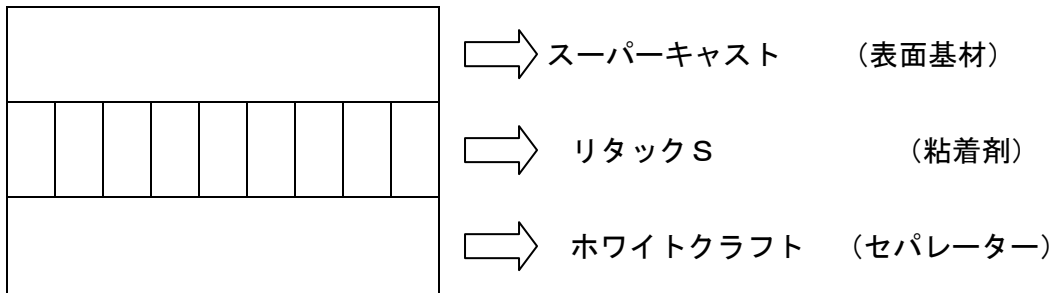 スーパーキャスト　　（表面基材）
リタックＳ　　　　　　（粘着剤）
ホワイトクラフト　（セパレーター）